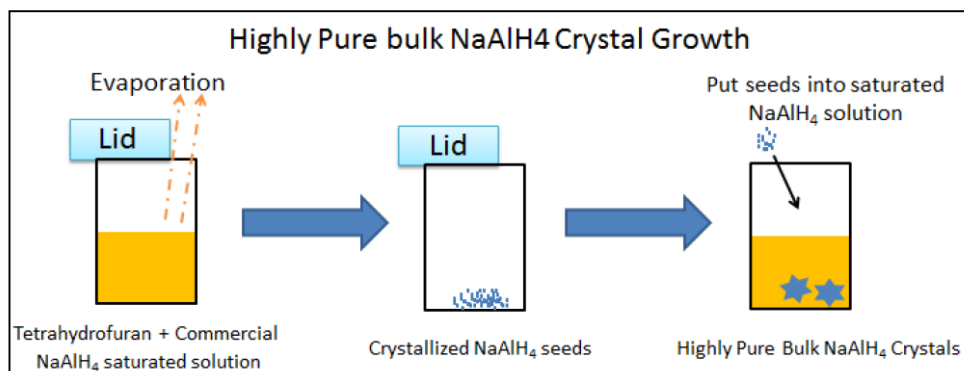 Highly Pure bulk NaAlH4 Crystal Growth
Evaporation
Lid
Tetrahydrofuran + Commercial
NaAlH₄ saturated solution
Lid
Crystallized NaAlH₄ seeds
Put seeds into saturated
NaAlH₄ solution
Highly Pure Bulk NaAlH₄ Crystals